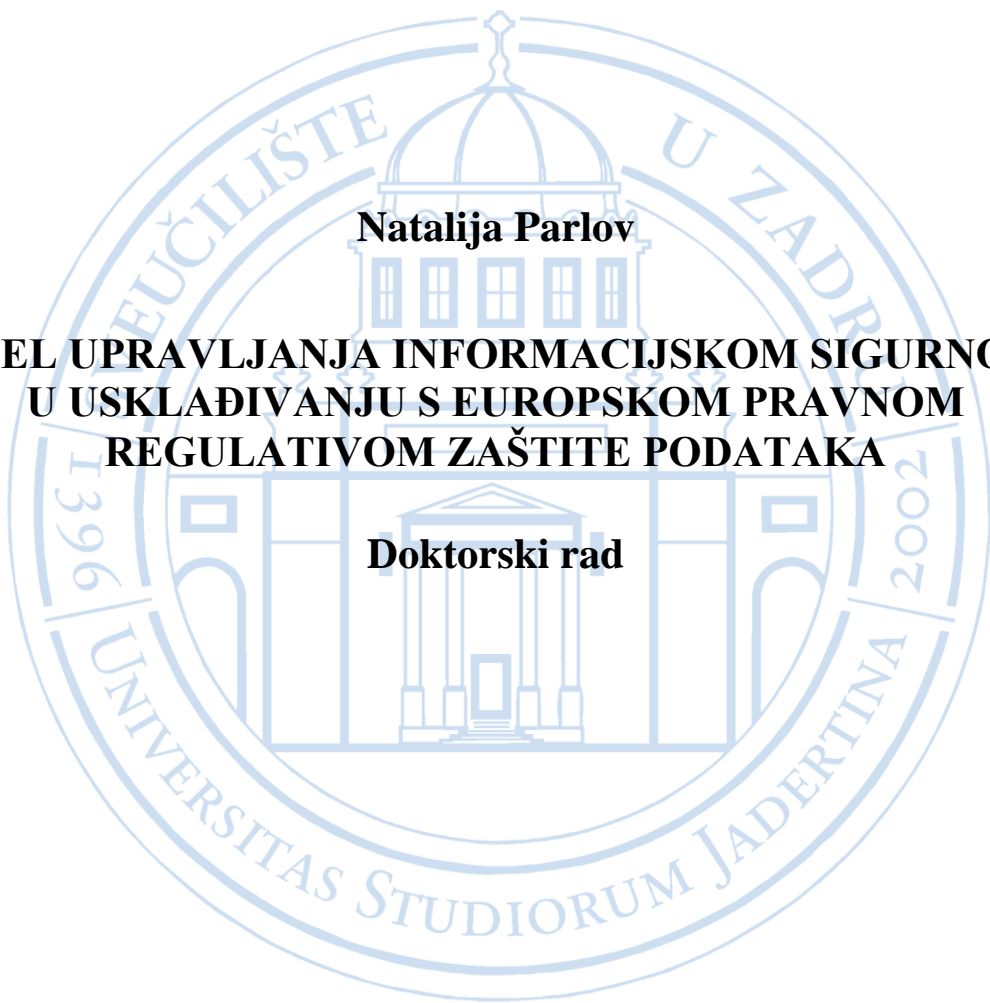 SVEUČILIŠTE U ZADRU
Natalija Parlov
EL UPRAVLJANJA INFORMACIJSKOM SIGURNO
U USKLAĐIVANJU S EUROPSKOM PRAVNOM
REGULATIVOM ZAŠTITE PODATAKA
1396
2002
Doktorski rad
UNIVERSITAS STUDIORUM JADERTINA